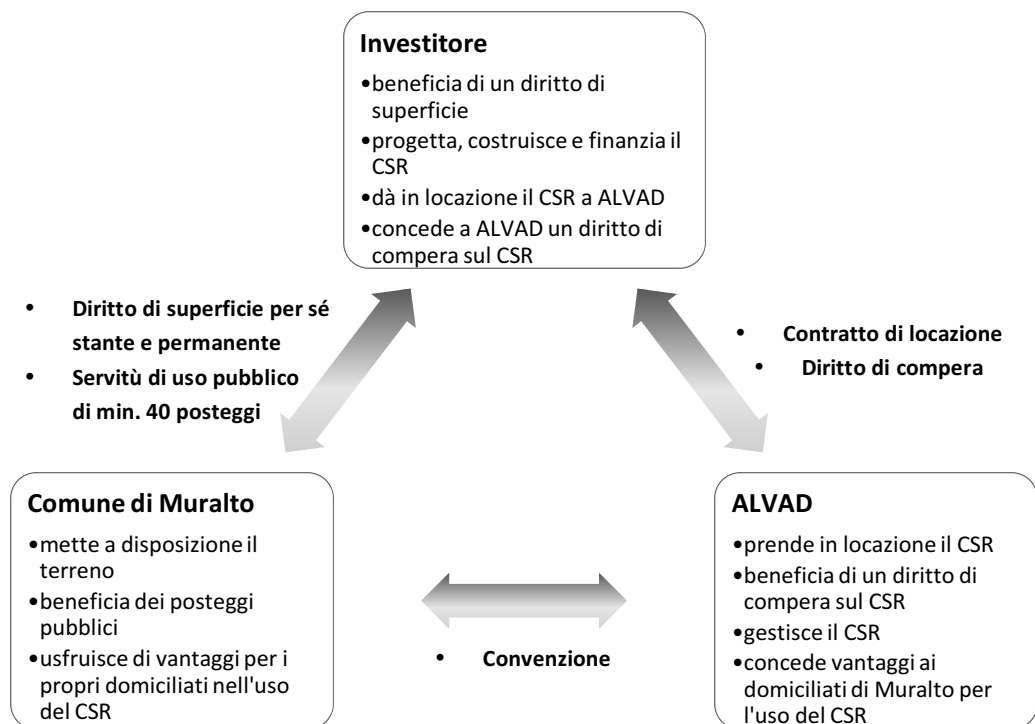 Investitore
•beneficia di un diritto di
superficie
•progetta, costruisce e finanzia il
CSR
•dà in locazione il CSR a ALVAD
•concede a ALVAD un diritto di
compera sul CSR
• Diritto di superficie per sé
stante e permanente
• Servitù di uso pubblico
di min. 40 posteggi
• Contratto di locazione
• Diritto di compera
Comune di Muralto
•mette a disposizione il
terreno
•beneficia dei posteggi
pubblici
•usfruisce di vantaggi per i
propri domiciliati nell'uso
del CSR
• Convenzione
ALVAD
•prende in locazione il CSR
•beneficia di un diritto di
compera sul CSR
•gestisce il CSR
•concede vantaggi ai
domiciliati di Muralto per
l'uso del CSR